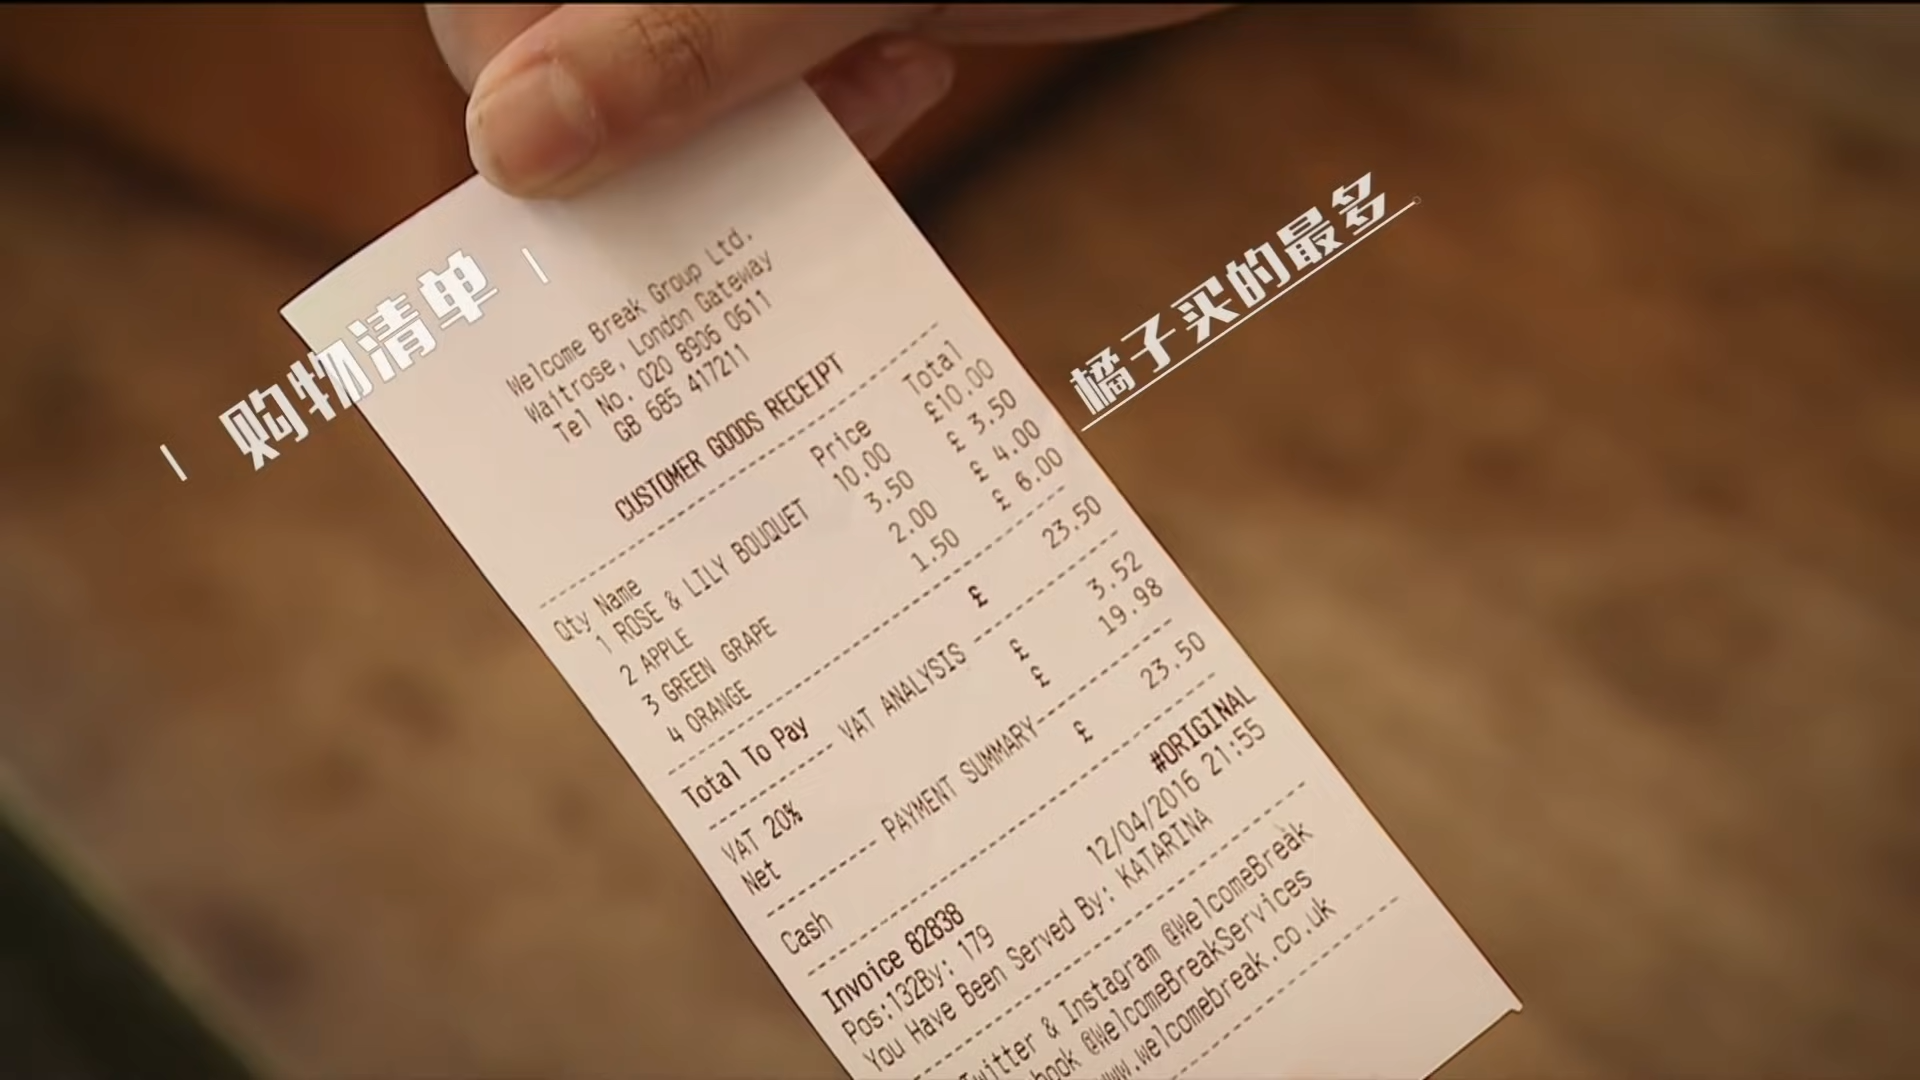 购物清单
橘子买的最多
Welcome Break Group Ltd.
Waitrose, London Gateway
Tel No. 020 8906 0611
GB 685 417211
CUSTOMER GOODS RECEIPT
Qty Name Price Total
1 ROSE & LILY BOUQUET 10.00 £10.00
2 APPLE 3.50 £ 3.50
3 GREEN GRAPE 2.00 £ 4.00
4 ORANGE 1.50 £ 6.00
Total To Pay £ 23.50
VAT ANALYSIS
VAT 20% £ 3.52
Net £ 19.98
PAYMENT SUMMARY
Cash £ 23.50
#ORIGINAL
Invoice 82838 12/04/2016 21:55
Pos:132By: 179
You Have Been Served By: KATARINA
Twitter & Instagram @WelcomeBreak
book @WelcomeBreakServices
www.welcomebreak.co.uk